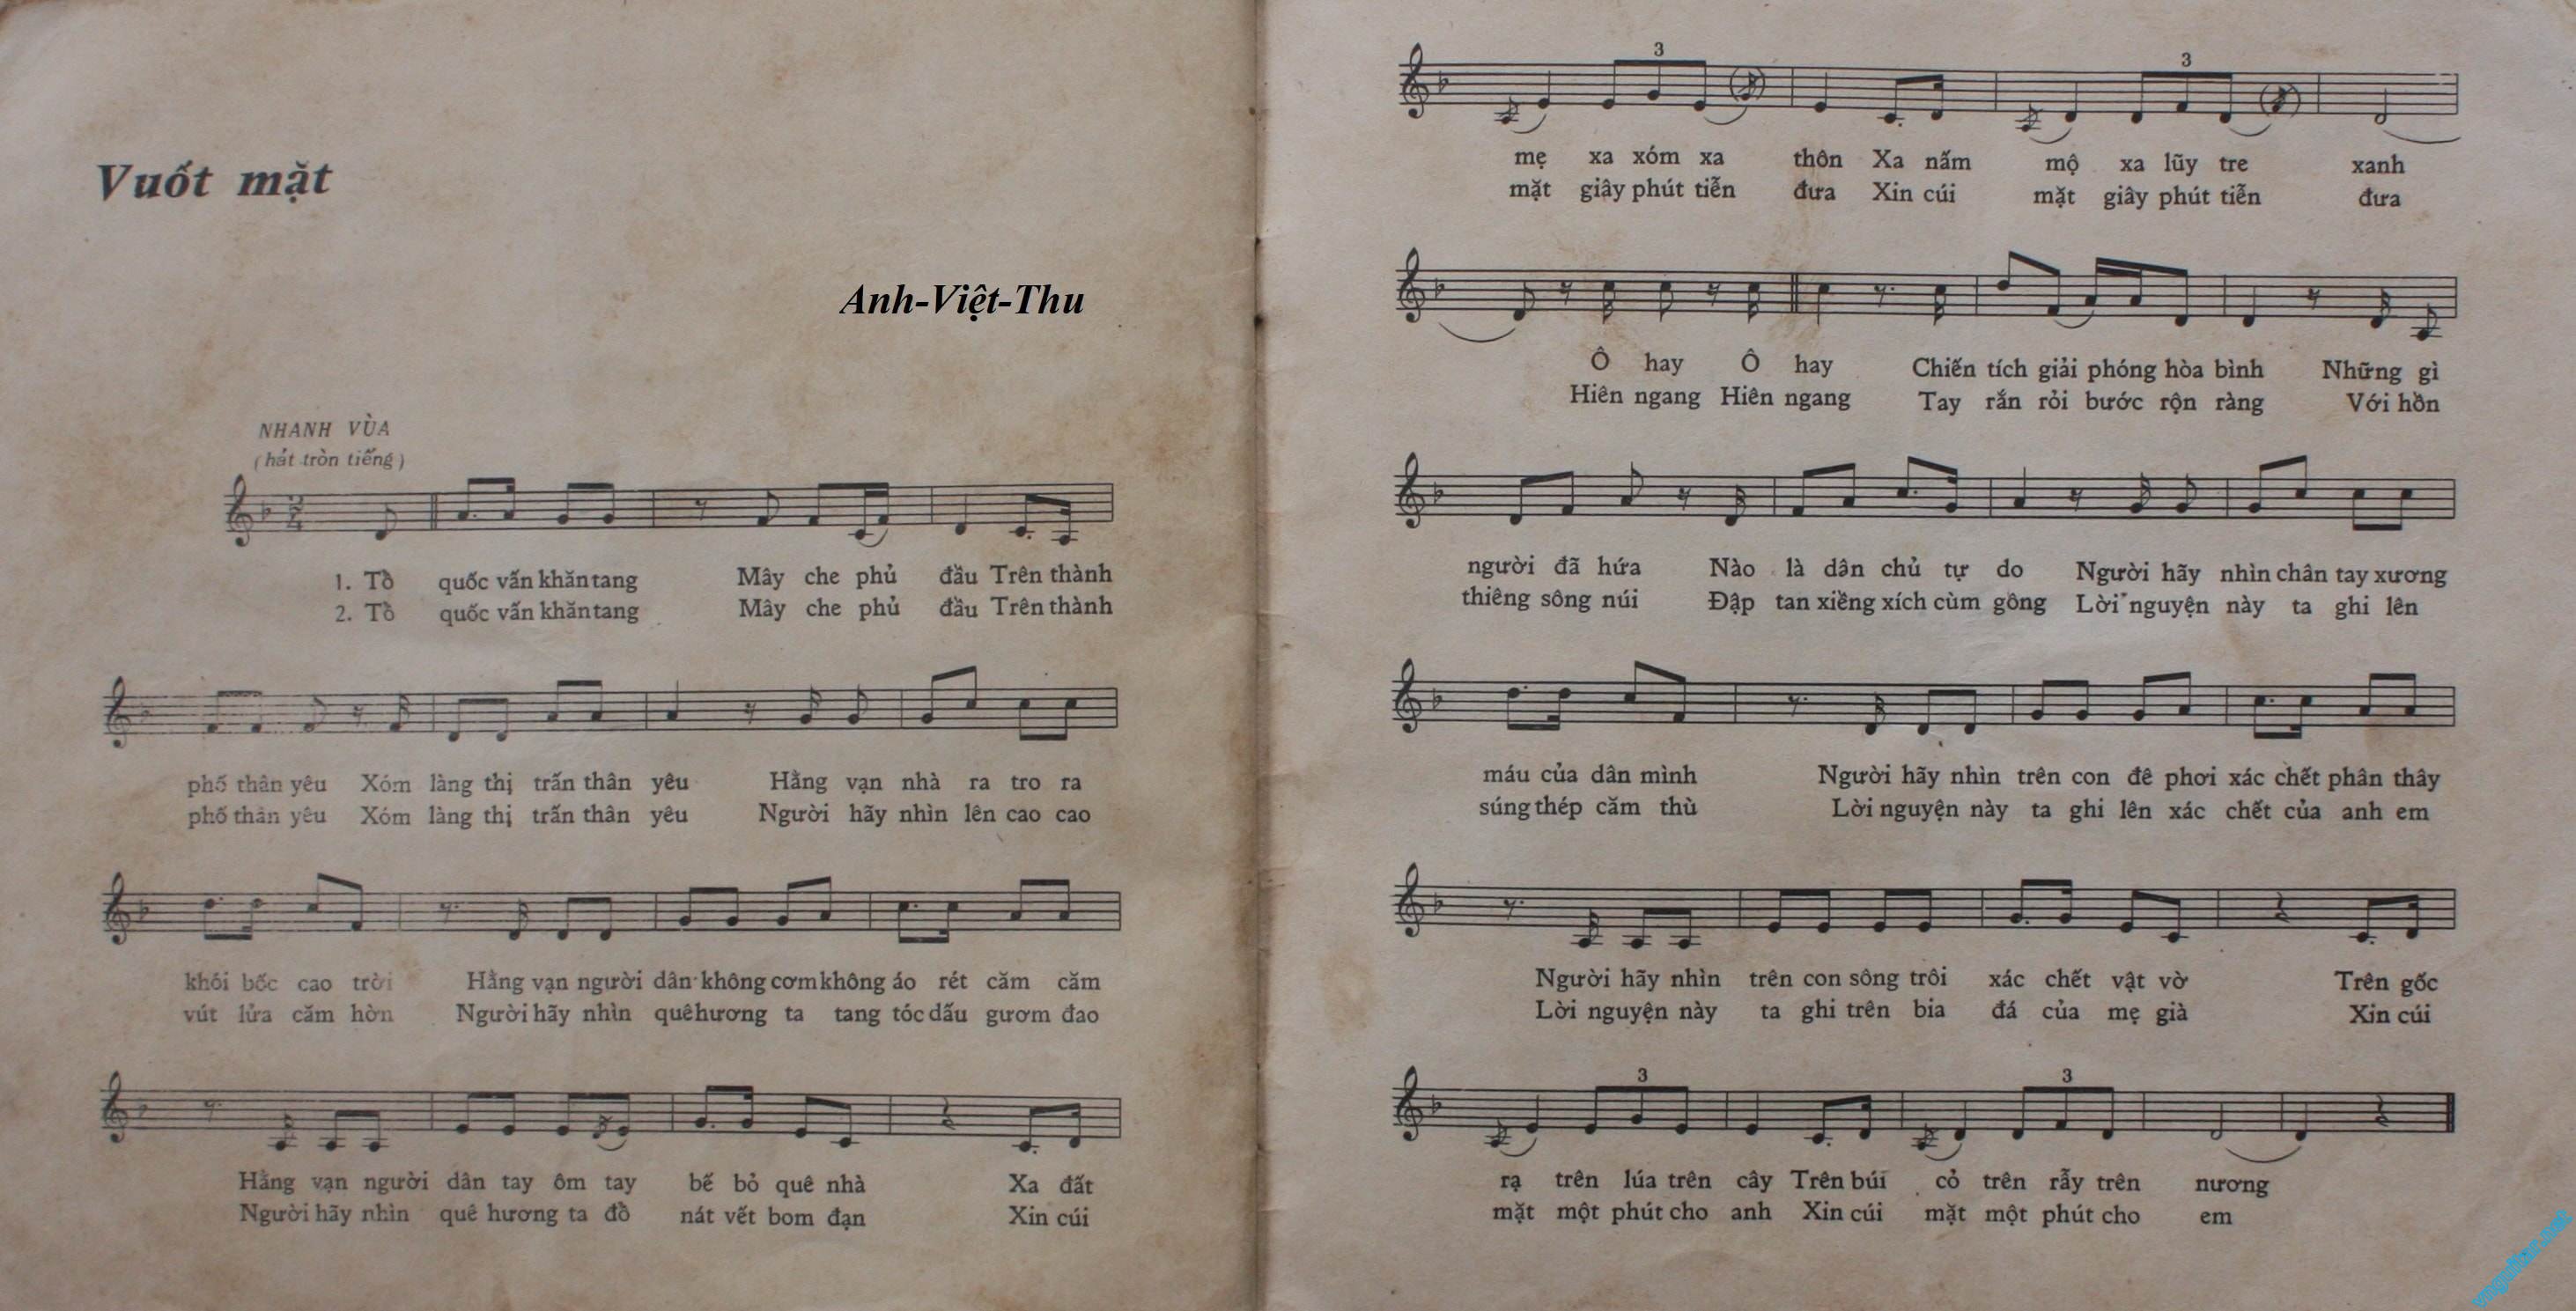 Vuốt mặt
Anh-Việt-Thu
NHANH VÙA
(hát tròn tiếng)
2
4
1. Tổ quốc vấn khăn tang Mây che phủ đầu Trên thành
2. Tổ quốc vấn khăn tang Mây che phủ đầu Trên thành
phố thân yêu Xóm làng thị trấn thân yêu Hằng vạn nhà ra tro ra
phố thân yêu Xóm làng thị trấn thân yêu Người hãy nhìn lên cao cao
khói bốc cao trời Hằng vạn người dân không cơm không áo rét căm căm
vút lửa căm hờn Người hãy nhìn quê hương ta tang tóc dấu gươm đao
Hằng vạn người dân tay ôm tay bế bỏ quê nhà Xa đất
Người hãy nhìn quê hương ta đổ nát vết bom đạn Xin cúi
3 3
mẹ xa xóm xa thôn Xa nấm mộ xa lũy tre xanh
mặt giây phút tiễn đưa Xin cúi mặt giây phút tiễn đưa
Ô hay Ô hay Chiến tích giải phóng hòa bình Những gì
Hiên ngang Hiên ngang Tay rắn rỏi bước rộn ràng Với hồn
người đã hứa Nào là dân chủ tự do Người hãy nhìn chân tay xương
thiêng sông núi Đập tan xiềng xích cùm gông Lời nguyện này ta ghi lên
máu của dân mình Người hãy nhìn trên con đê phơi xác chết phân thây
súng thép căm thù Lời nguyện này ta ghi lên xác chết của anh em
Người hãy nhìn trên con sông trôi xác chết vật vờ Trên gốc
Lời nguyện này ta ghi trên bia đá của mẹ già Xin cúi
3 3
rạ trên lúa trên cây Trên búi cỏ trên rẫy trên nương
mặt một phút cho anh Xin cúi mặt một phút cho em
vnguitar.net